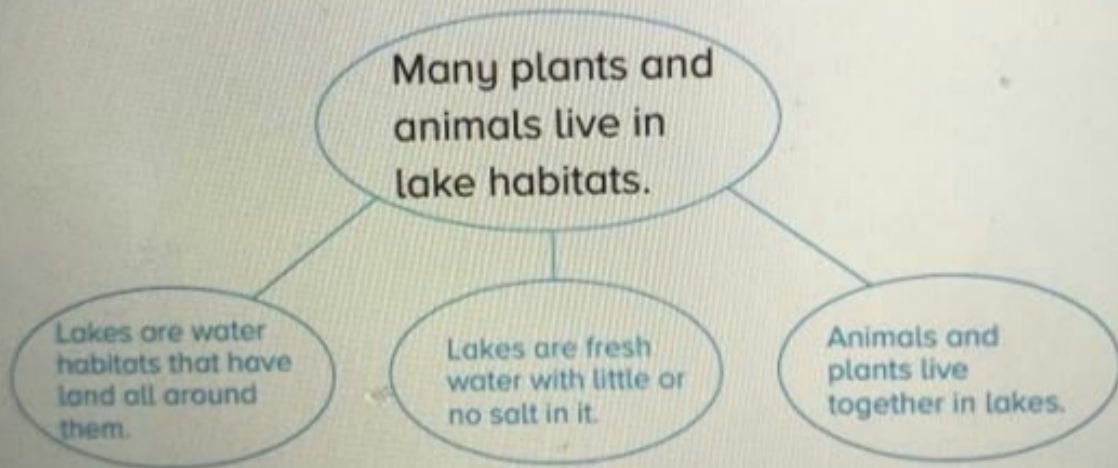 Many plants and
animals live in
lake habitats.
Lakes are water
habitats that have
land all around
them.
Lakes are fresh
water with little or
no salt in it.
Animals and
plants live
together in lakes.